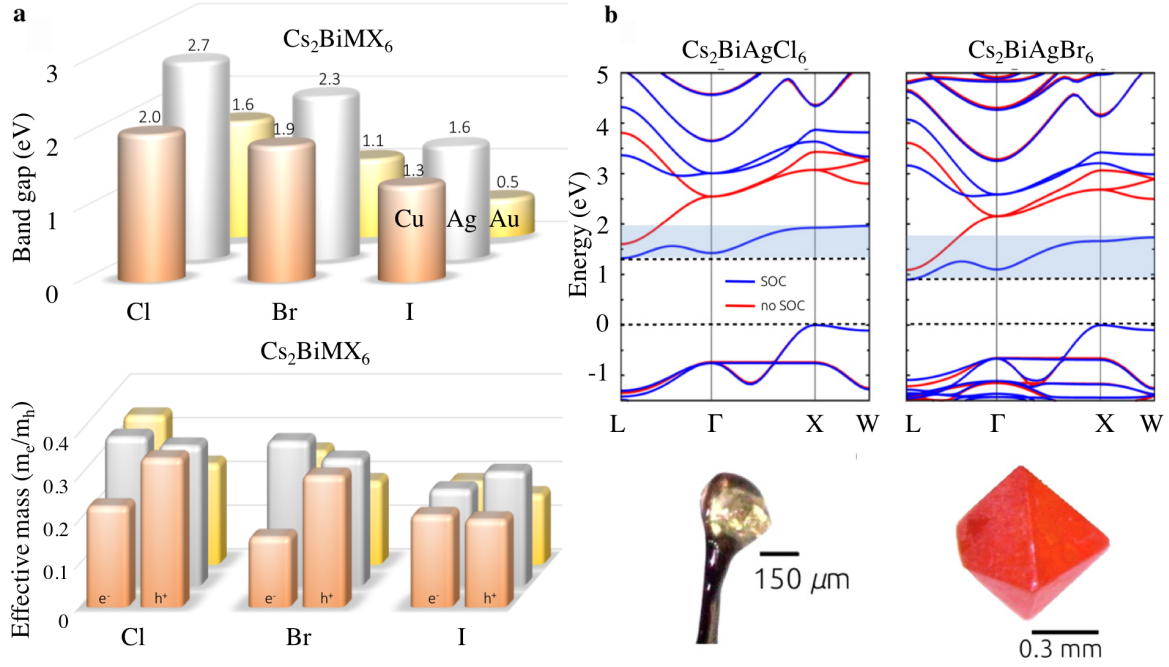 a
Cs₂BiMX₆
Band gap (eV)
3
2
1
0
2.7
2.3
1.6
2.0
1.6
1.9
1.1
1.3
0.5
Cu Ag Au
Cl Br I
Cs₂BiMX₆
Effective mass (mₑ/mₕ)
0.4
0.3
0.2
0.1
0
e⁻ h⁺ e⁻ h⁺ e⁻ h⁺
Cl Br I
b
Cs₂BiAgCl₆ Cs₂BiAgBr₆
Energy (eV)
5
4
3
2
1
0
-1
SOC
no SOC
L Γ X W L Γ X W
150 μm
0.3 mm